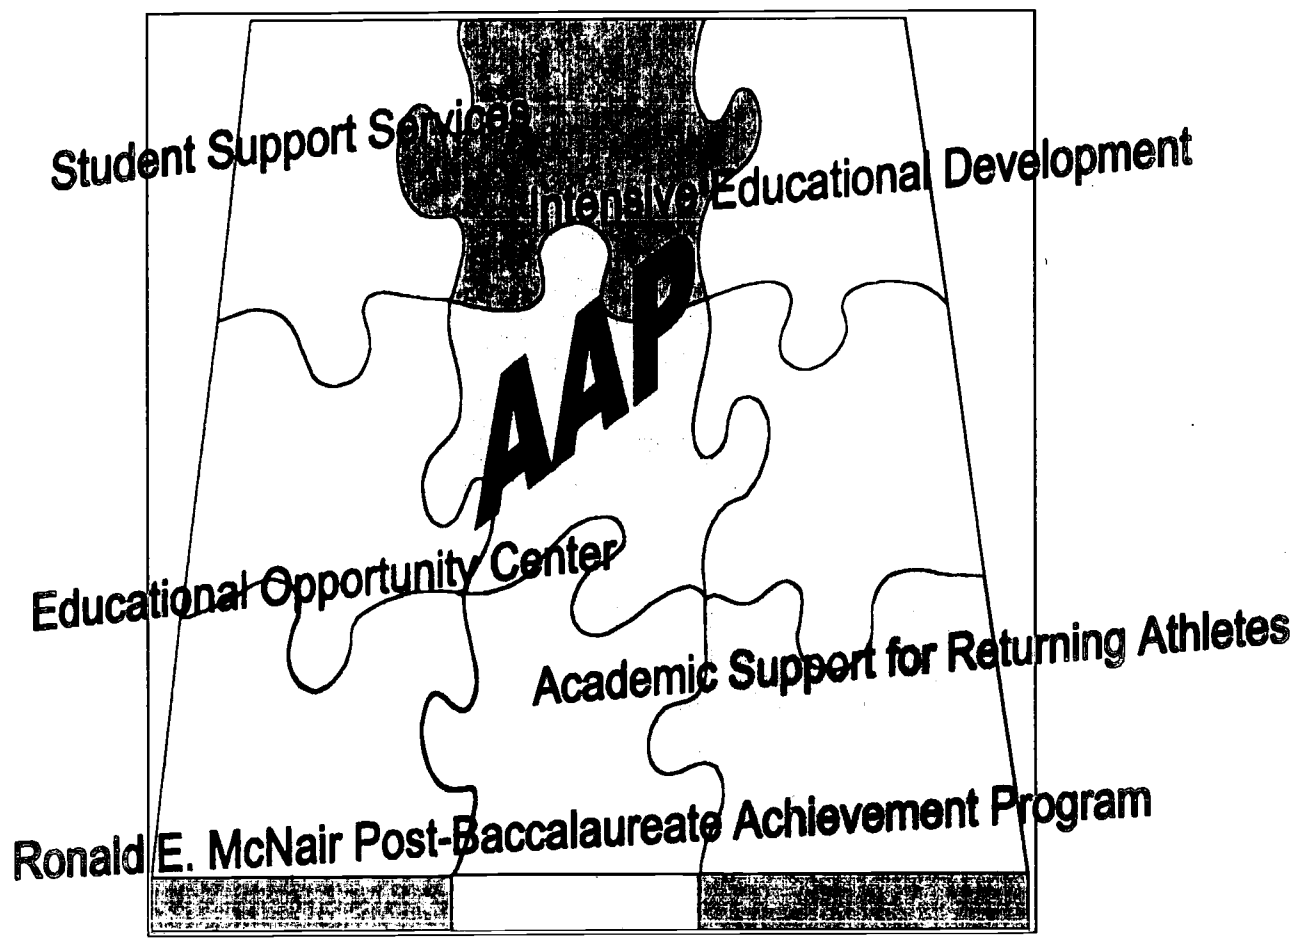 Student Support Services
Intensive Educational Development
AAP
Educational Opportunity Center
Academic Support for Returning Athletes
Ronald E. McNair Post-Baccalaureate Achievement Program